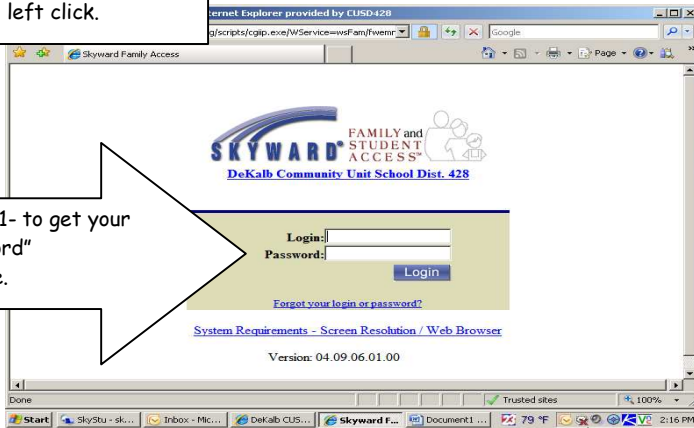 left click.
ternet Explorer provided by CUSD428
g/scripts/cgiip.exe/WService=wsFam/fwemr
Google
Skyward Family Access
Page
SKYWARD®
FAMILY and
STUDENT
ACCESS™
DeKalb Community Unit School Dist. 428
1- to get your
rd"
e.
Login:
Password:
Login
Forgot your login or password?
System Requirements - Screen Resolution / Web Browser
Version: 04.09.06.01.00
Done
Trusted sites
100%
Start
SkyStu - sk...
Inbox - Mic...
DeKalb CUS...
Skyward F...
Document1 ...
79 °F
2:16 PM